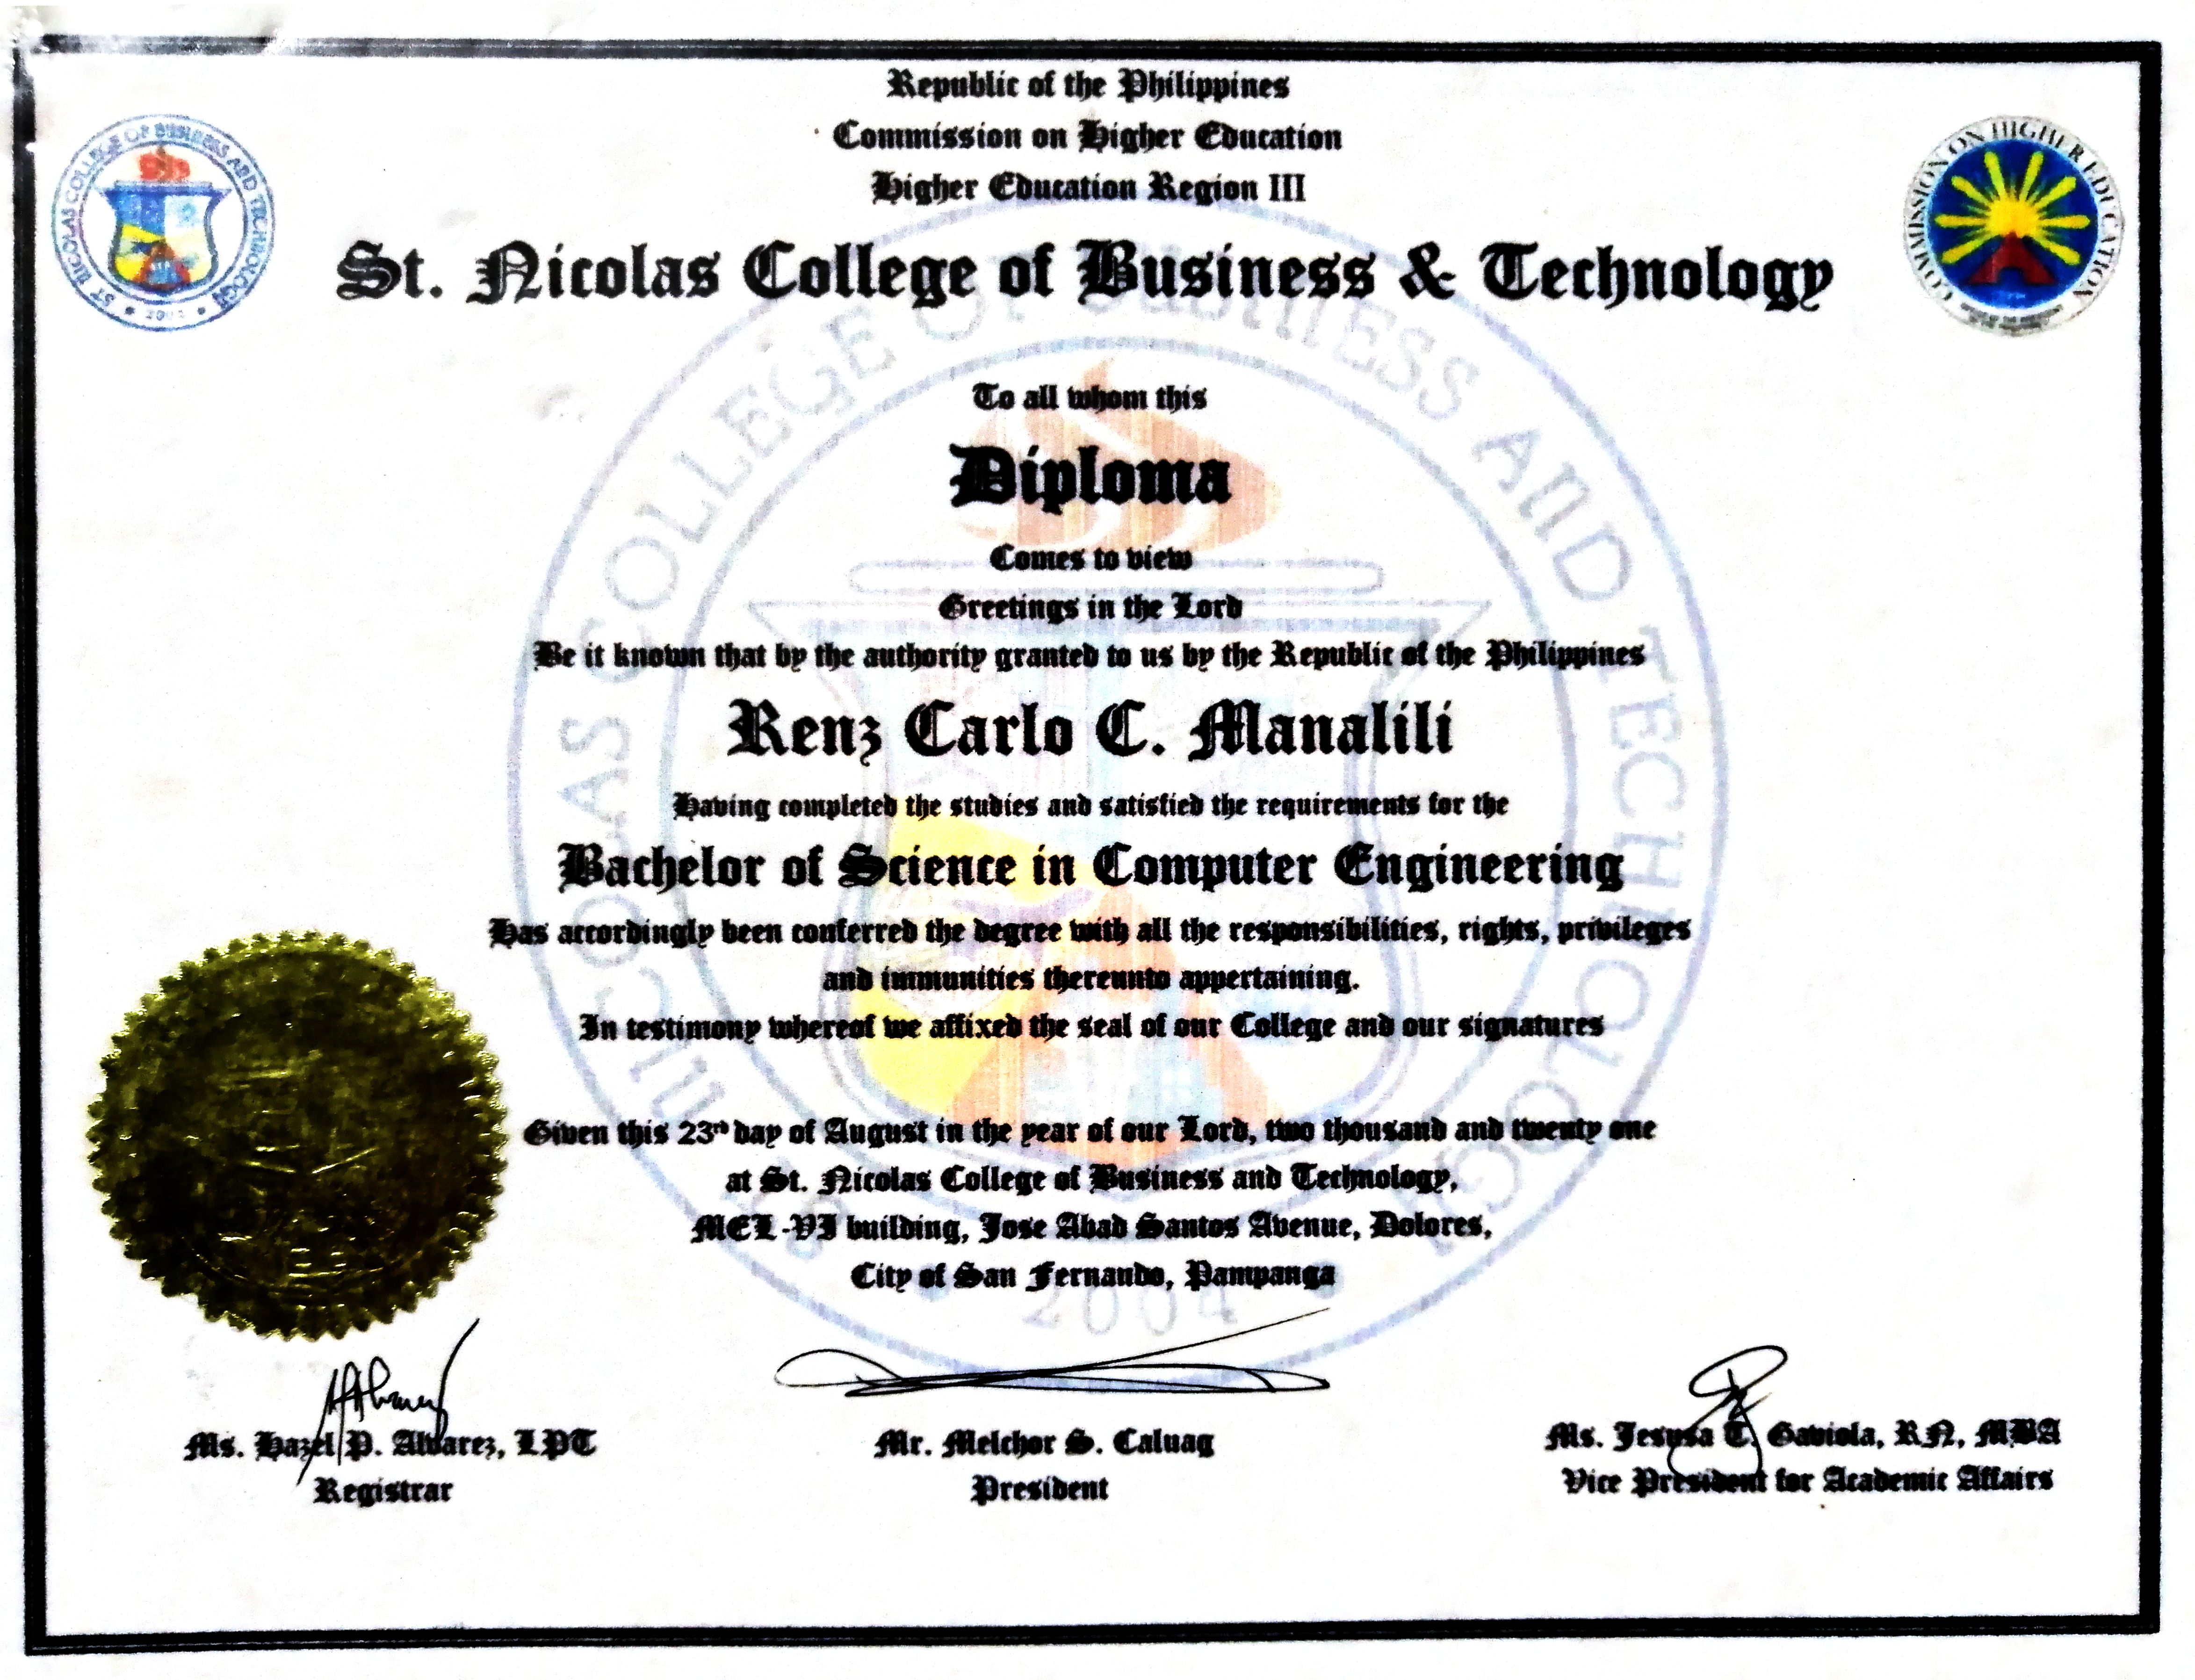 Republic of the Philippines
Commission on Higher Education
Higher Education Region III
ST. NICOLAS COLLEGE OF BUSINESS AND TECHNOLOGY
COMMISSION ON HIGHER EDUCATION
St. Nicolas College of Business & Technology
To all whom this
Diploma
Comes to view
Greetings in the Lord
Be it known that by the authority granted to us by the Republic of the Philippines
Renz Carlo C. Manalili
Having completed the studies and satisfied the requirements for the
Bachelor of Science in Computer Engineering
Has accordingly been conferred the degree with all the responsibilities, rights, privileges
and immunities thereunto appertaining.
In testimony whereof we affixed the seal of our College and our signatures
Given this 23rd day of August in the year of our Lord, two thousand and twenty one
at St. Nicolas College of Business and Technology,
MEL-VI building, Jose Abad Santos Avenue, Dolores,
City of San Fernando, Pampanga
NICOLAS COLLEGE OF BUSINESS AND TECHNOLOGY
2004
Ms. Hazel P. Alvarez, LPT
Registrar
Mr. Melchor S. Caluag
President
Ms. Jesusa T. Gaviola, RN, MBA
Vice President for Academic Affairs